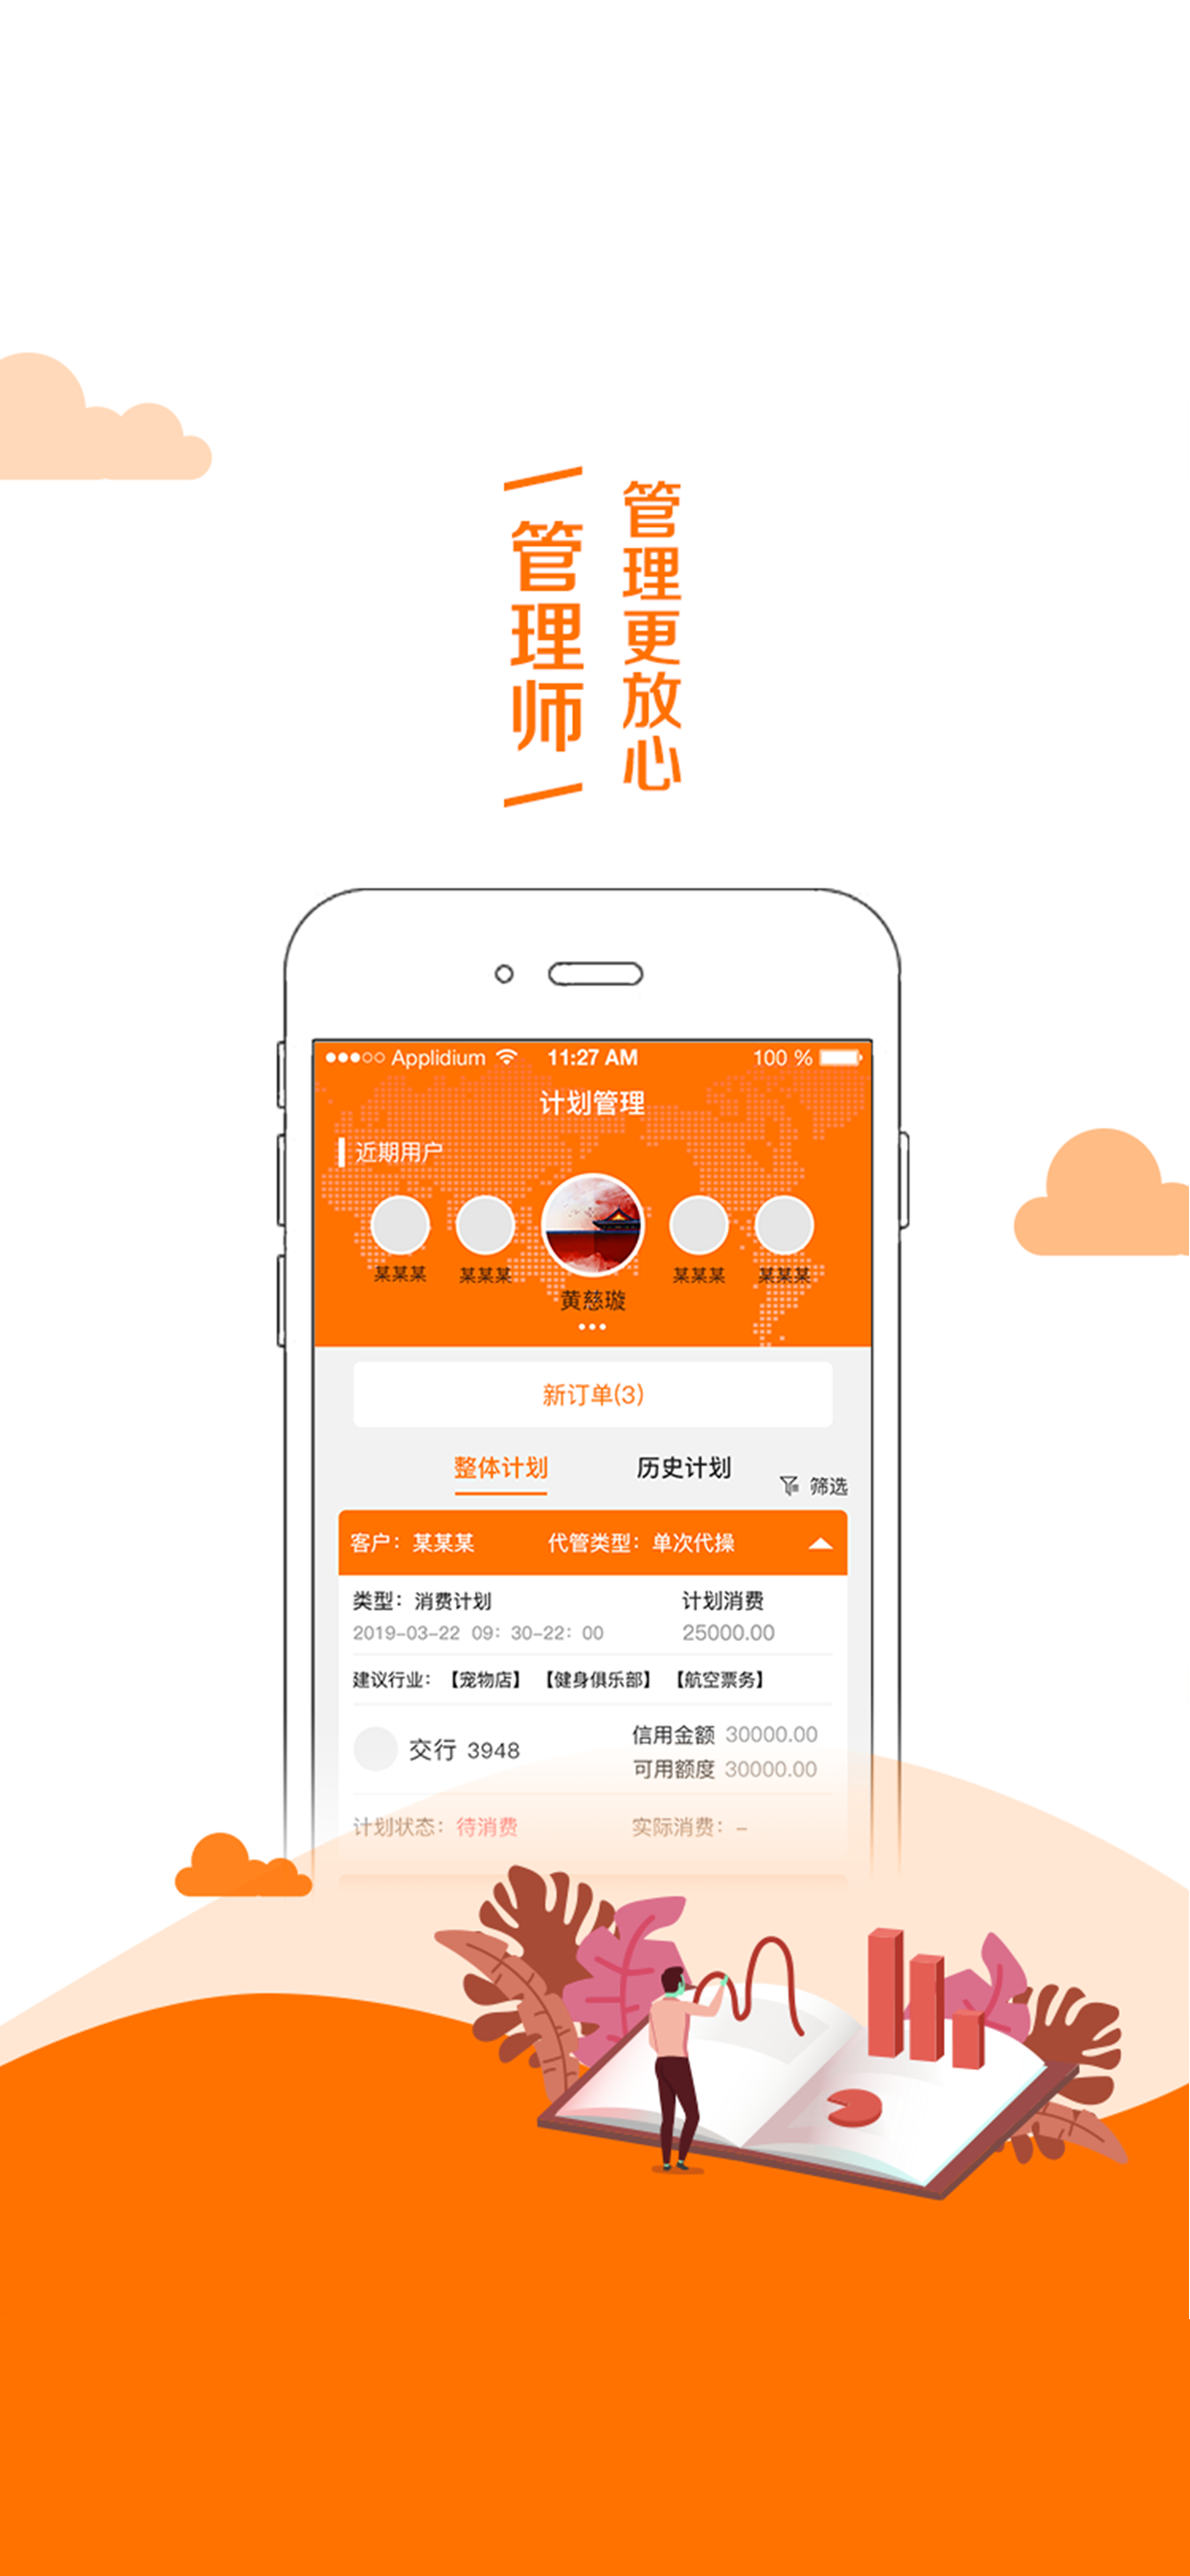 管理更放心
管理师
Applidium 11:27 AM 100 %
计划管理
近期用户
某某某 某某某 黄慈璇 某某某 某某某
新订单(3)
整体计划 历史计划 筛选
客户：某某某 代管类型：单次代操
类型：消费计划 计划消费
2019-03-22 09：30-22：00 25000.00
建议行业：【宠物店】 【健身俱乐部】 【航空票务】
交行 3948 信用金额 30000.00
可用额度 30000.00
计划状态：待消费 实际消费：-